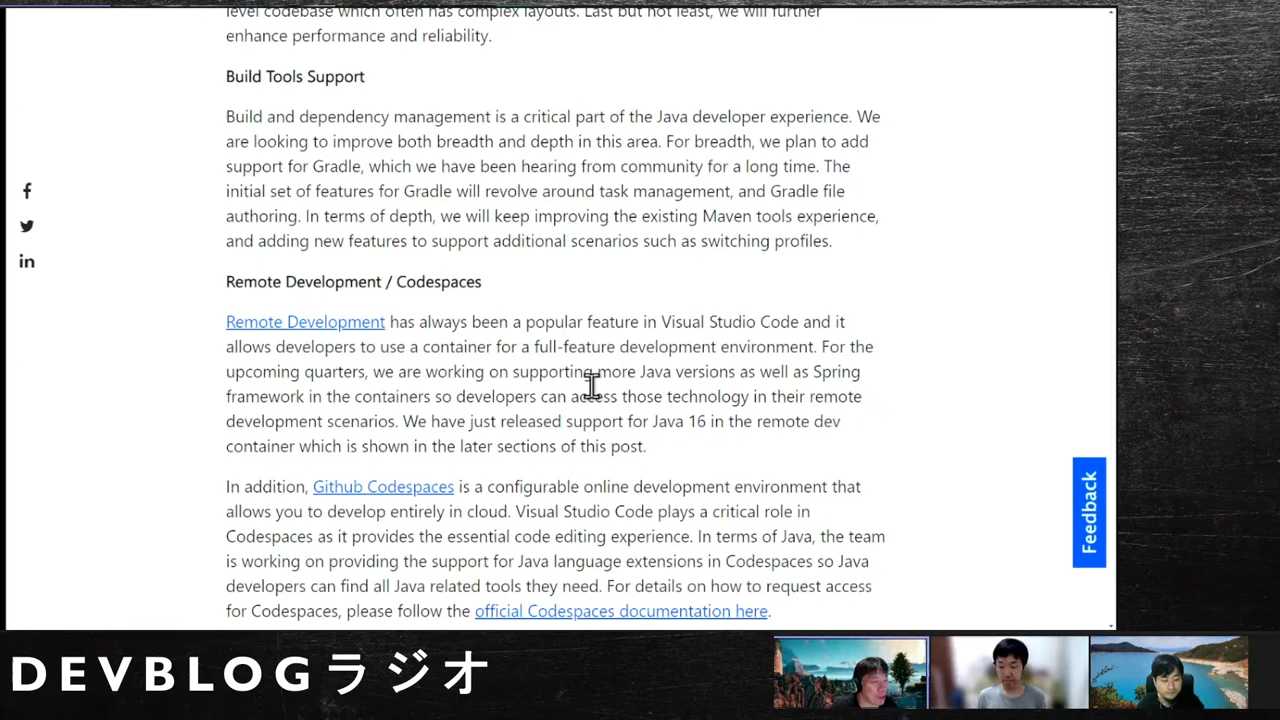 level codebase which often has complex layouts. Last but not least, we will further
enhance performance and reliability.
Build Tools Support
Build and dependency management is a critical part of the Java developer experience. We
are looking to improve both breadth and depth in this area. For breadth, we plan to add
support for Gradle, which we have been hearing from community for a long time. The
initial set of features for Gradle will revolve around task management, and Gradle file
authoring. In terms of depth, we will keep improving the existing Maven tools experience,
and adding new features to support additional scenarios such as switching profiles.
Remote Development / Codespaces
Remote Development has always been a popular feature in Visual Studio Code and it
allows developers to use a container for a full-feature development environment. For the
upcoming quarters, we are working on supporting more Java versions as well as Spring
framework in the containers so developers can access those technology in their remote
development scenarios. We have just released support for Java 16 in the remote dev
container which is shown in the later sections of this post.
In addition, Github Codespaces is a configurable online development environment that
allows you to developentirely in cloud. Visual Studio Code plays a critical role in
Codespaces as it provides the essential code editing experience. In terms of Java, the team
is working on providing the support for Java language extensions in Codespaces so Java
developers can find all Java related tools they need. For details on how to request access
for Codespaces, please follow the official Codespaces documentation here.
Feedback
DEVBLOGラジオ